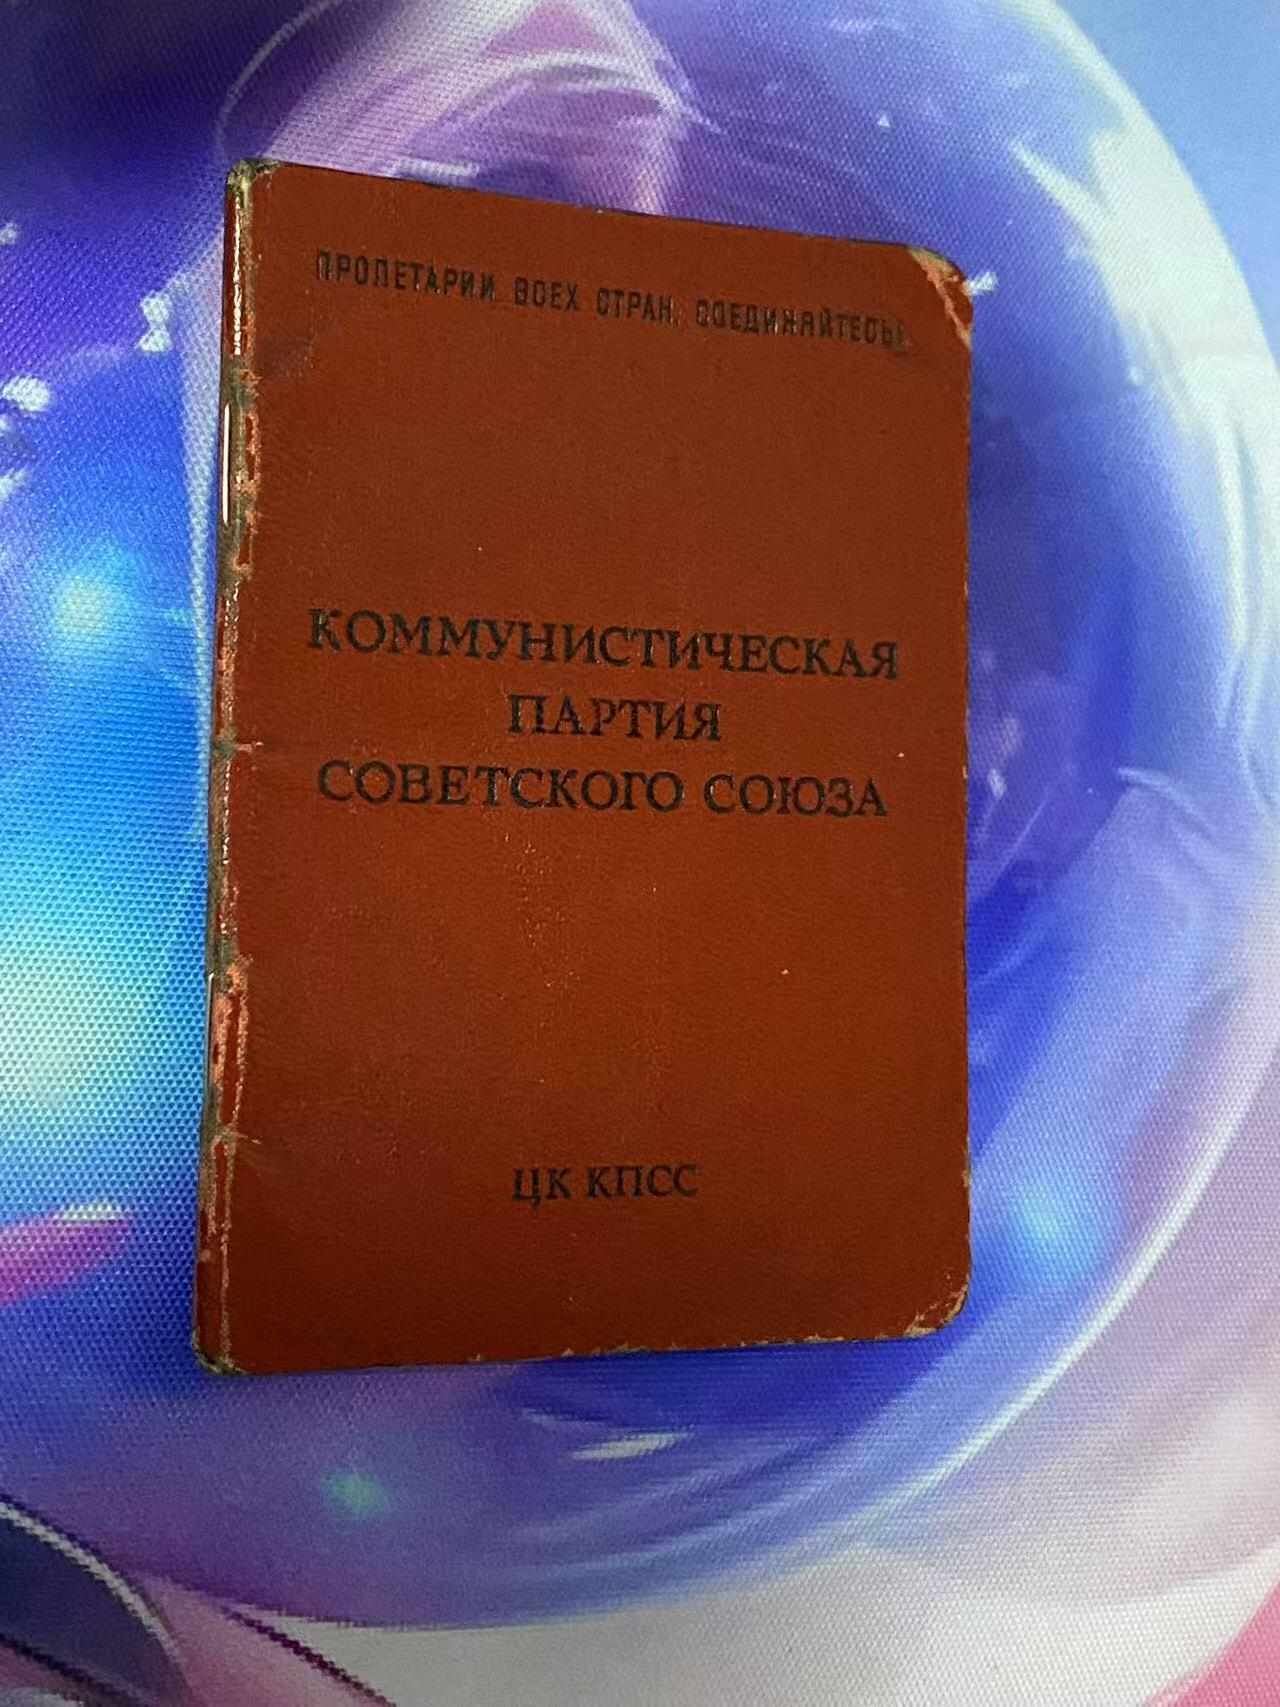 ПРОЛЕТАРИИ ВСЕХ СТРАН, СОЕДИНЯЙТЕСЬ!
КОММУНИСТИЧЕСКАЯ
ПАРТИЯ
СОВЕТСКОГО СОЮЗА
ЦК КПСС